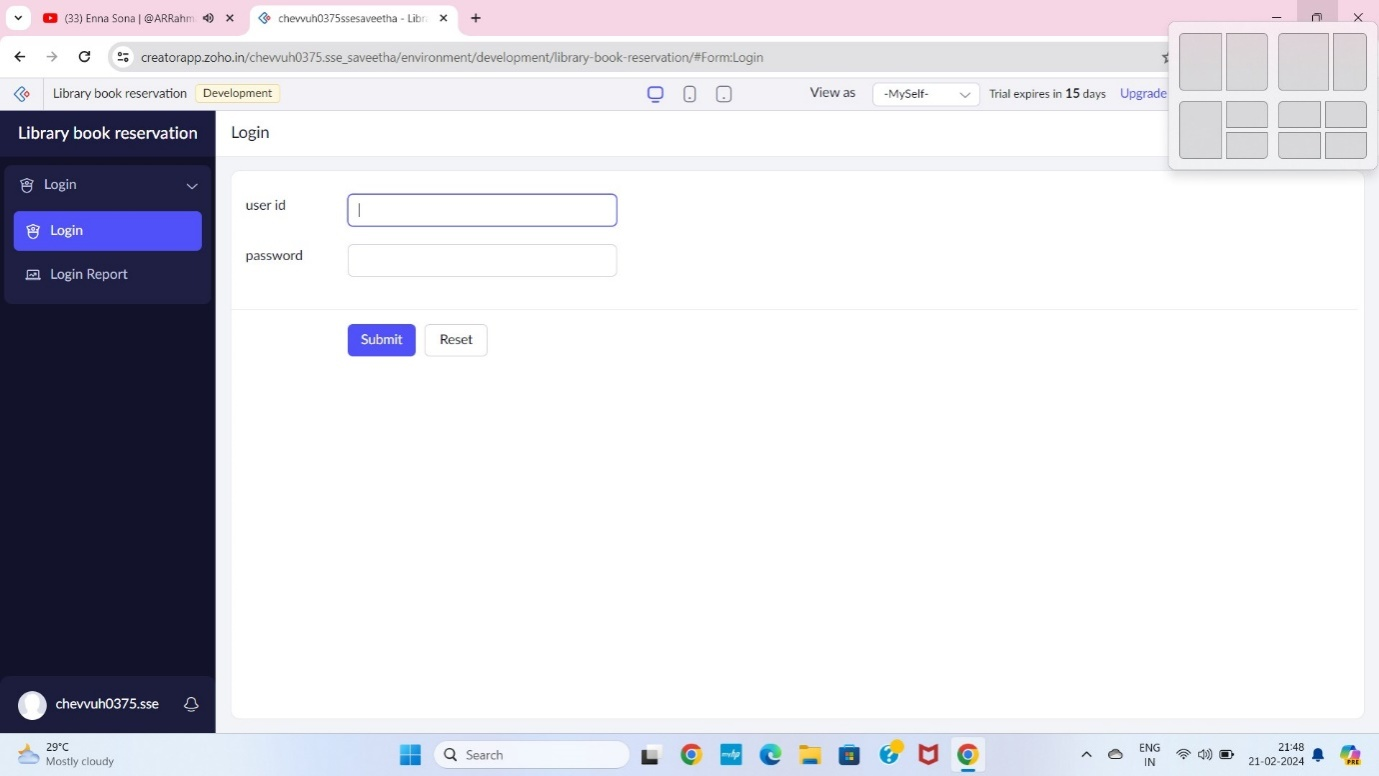 (33) Enna Sona | @ARRahm
chevvuh0375ssesaveetha - Libr
creatorapp.zoho.in/chevvuh0375.sse_saveetha/environment/development/library-book-reservation/#Form:Login
Library book reservation
Development
View as
-MySelf-
Trial expires in 15 days
Upgrade
Library book reservation
Login
Login
Login
Login Report
user id
password
Submit
Reset
chevvuh0375.sse
29°C
Mostly cloudy
Search
ENG
IN
21:48
21-02-2024
PRE